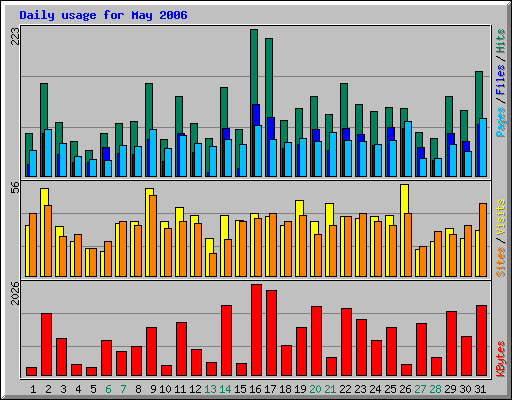 Daily usage for May 2006
223
Pages / Files / Hits
56
Sites / Visits
2026
KBytes
1 2 3 4 5 6 7 8 9 10 11 12 13 14 15 16 17 18 19 20 21 22 23 24 25 26 27 28 29 30 31